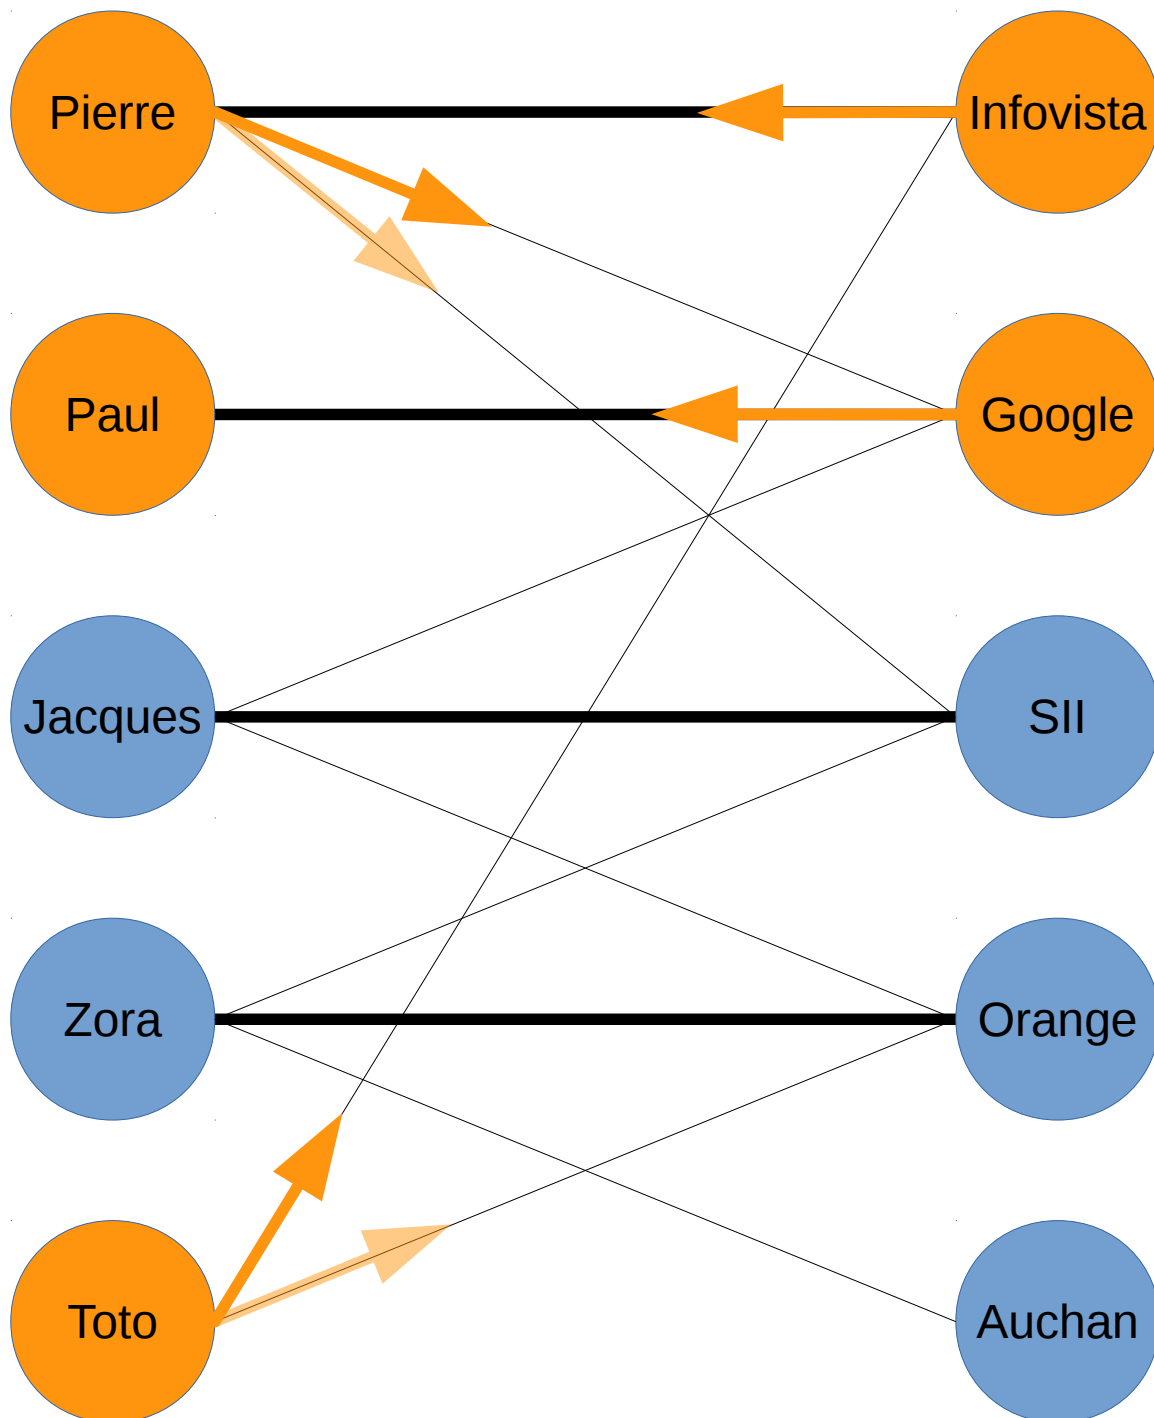 Pierre
Infovista
Paul
Google
Jacques
SII
Zora
Orange
Toto
Auchan